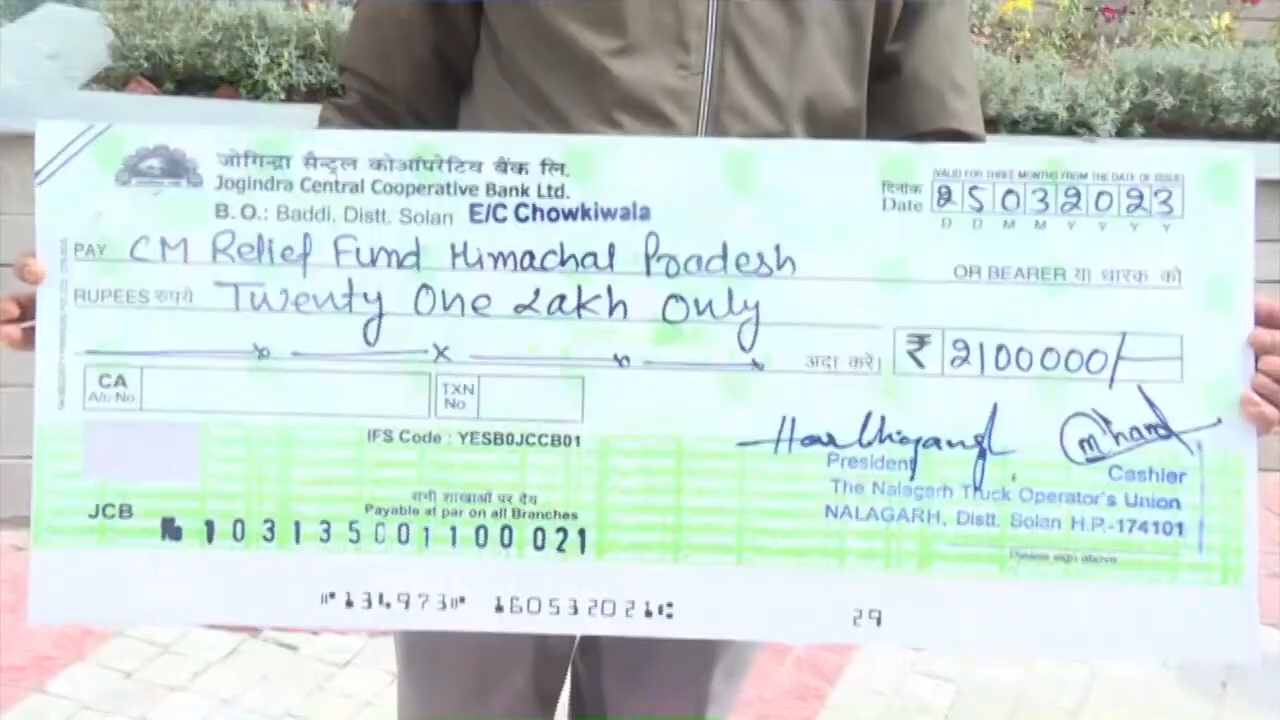 जोगिन्द्रा सैन्ट्रल कोऑपरेटिव बैंक लि.
Jogindra Central Cooperative Bank Ltd.
B. O.: Baddi, Distt. Solan E/C Chowkiwala
(VALID FOR THREE MONTHS FROM THE DATE OF ISSUE)
दिनांक
Date 25032023
D D M M Y Y Y Y
PAY CM Relief Fund Himachal Pradesh
OR BEARER या धारक को
RUPEES रुपये Twenty One Lakh Only
अदा करें। ₹ 2100000/-
CA
A/c No
TXN
No
IFS Code : YESB0JCCB01
President
Cashier
The Nalagarh Truck Operator's Union
NALAGARH, Distt. Solan H.P.-174101
Please sign above
सभी शाखाओं पर देय
Payable at par on all Branches
JCB
№ 103135001100021
⑈134973⑈ 160532021⑆ 29